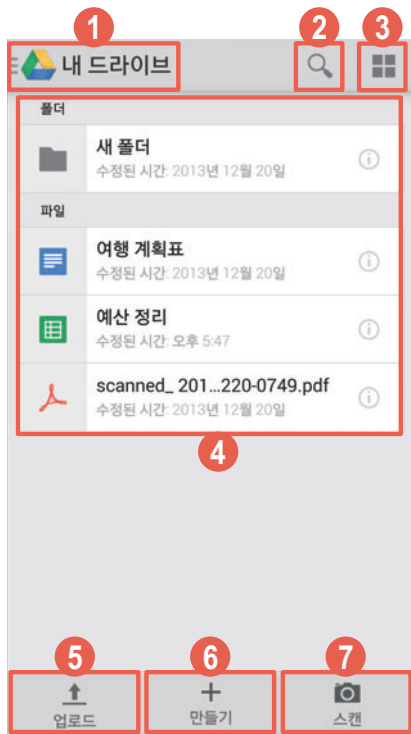 1 2 3
내 드라이브
폴더
새 폴더
수정된 시간: 2013년 12월 20일
파일
여행 계획표
수정된 시간: 2013년 12월 20일
예산 정리
수정된 시간: 오후 5:47
scanned_ 201...220-0749.pdf
수정된 시간: 2013년 12월 20일
4
5 6 7
업로드 만들기 스캔